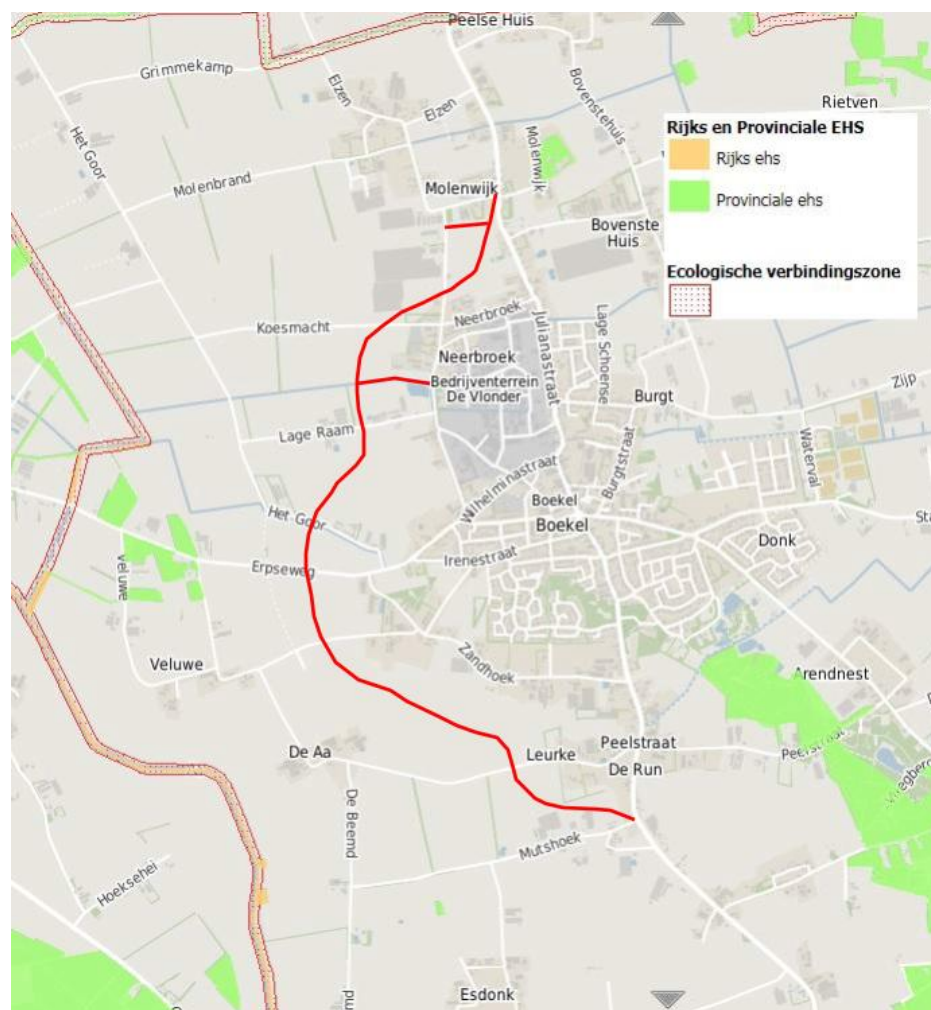 Peelse Huis
Grimmekamp
Elzen
Bovenstehuis
Rietven
Elzen
Het Goor
Molenwijk
Rijks en Provinciale EHS
Rijks ehs
Provinciale ehs
Molenbrand
Molenwijk
Bovenste
Huis
Ecologische verbindingszone
Koesmacht
Neerbroek
Julianastraat
Lage Schoense
Neerbroek
Bedrijventerrein
De Vlonder
Burgt
Zijp
Lage Raam
Burgtstraat
Waterval
Wilhelminastraat
Boekel
Boekel
Het Goor
Sta
Donk
Irenestraat
Erpseweg
Veluwe
Veluwe
Zandhoek
Arendnest
De Aa
Leurke
Peelstraat
De Run
Peelstraat
De Beemd
Mutshoek
Hoeksehei
Esdonk